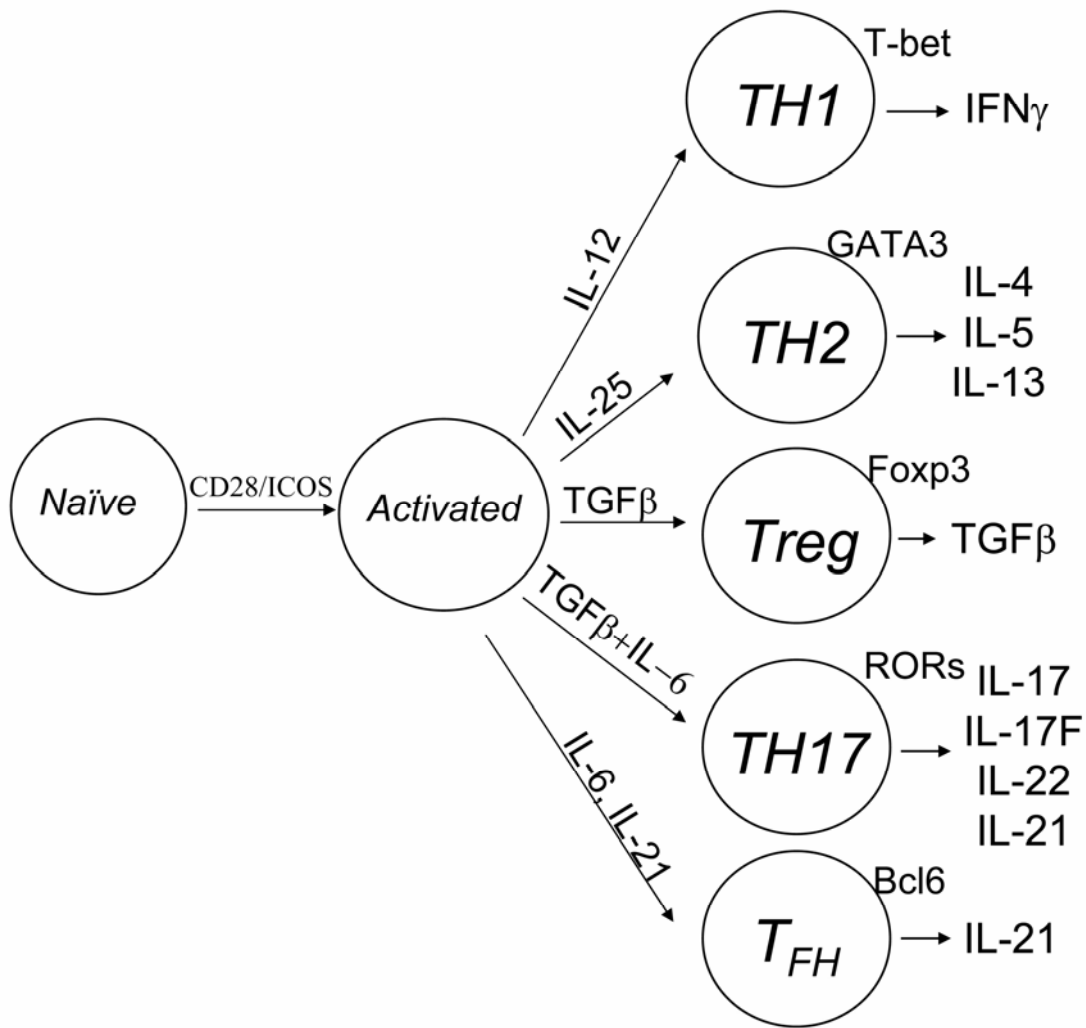 T-bet
TH1
IFNγ
IL-12
GATA3
TH2
IL-4
IL-5
IL-13
IL-25
Naïve
CD28/ICOS
Activated
TGFβ
Foxp3
Treg
TGFβ
TGFβ+IL-6
RORs
TH17
IL-17
IL-17F
IL-22
IL-21
IL-6, IL-21
Bcl6
TFH
IL-21